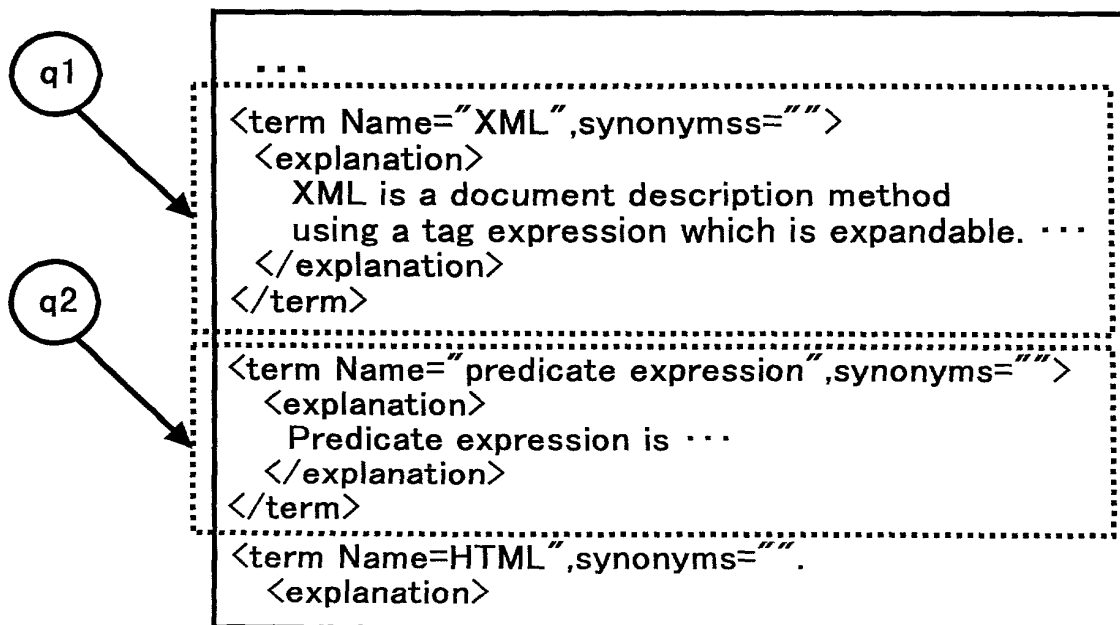 ...
q1
<term Name="XML",synonymss="">
<explanation>
XML is a document description method
using a tag expression which is expandable. ...
</explanation>
</term>
q2
<term Name="predicate expression",synonyms="">
<explanation>
Predicate expression is ...
</explanation>
</term>
<term Name=HTML",synonyms="".
<explanation>